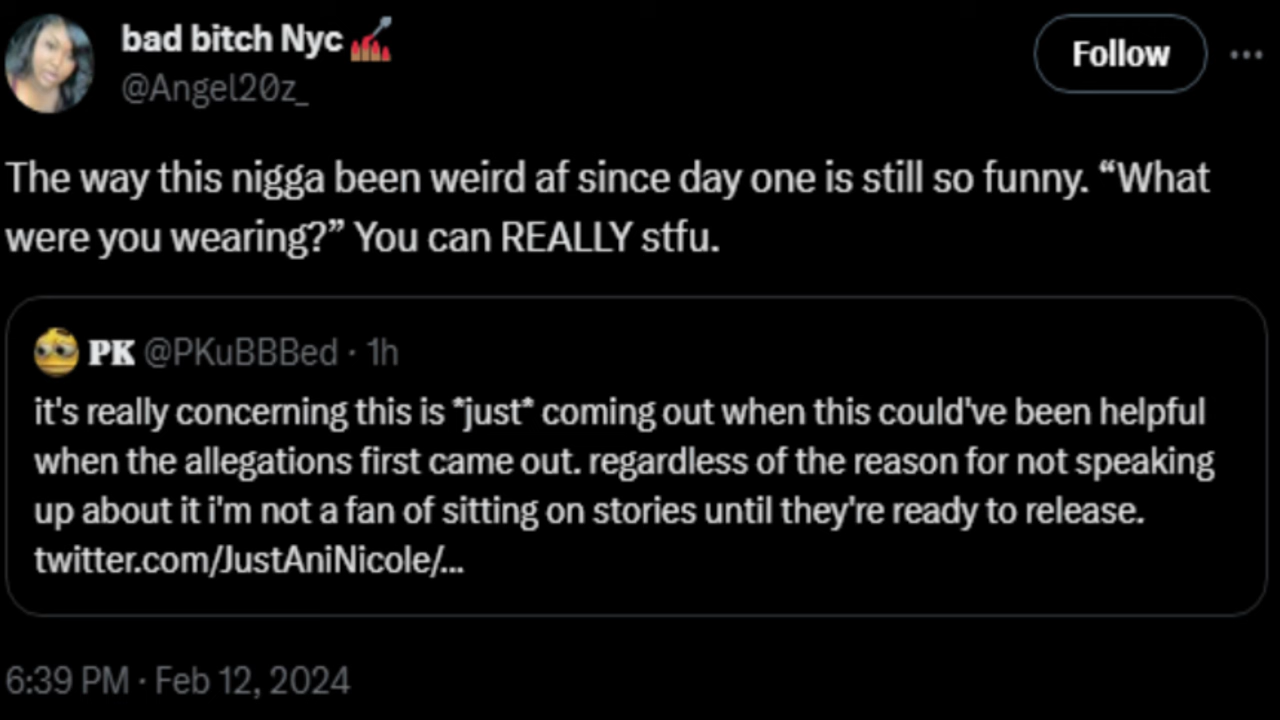 bad bitch Nyc 💅
@Angel20z_
Follow
The way this nigga been weird af since day one is still so funny. “What
were you wearing?” You can REALLY stfu.
PK @PKuBBBed · 1h
it's really concerning this is *just* coming out when this could've been helpful
when the allegations first came out. regardless of the reason for not speaking
up about it i'm not a fan of sitting on stories until they're ready to release.
twitter.com/JustAniNicole/...
6:39 PM · Feb 12, 2024